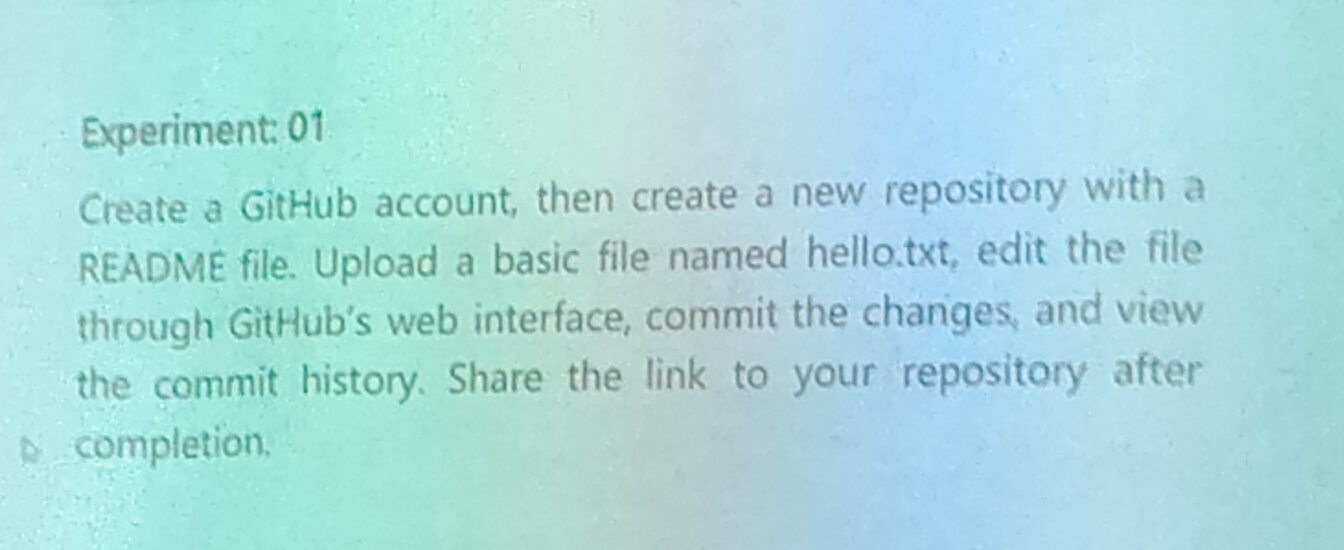 Experiment: 01
Create a GitHub account, then create a new repository with a
README file. Upload a basic file named hello.txt, edit the file
through GitHub's web interface, commit the changes, and view
the commit history. Share the link to your repository after
completion.